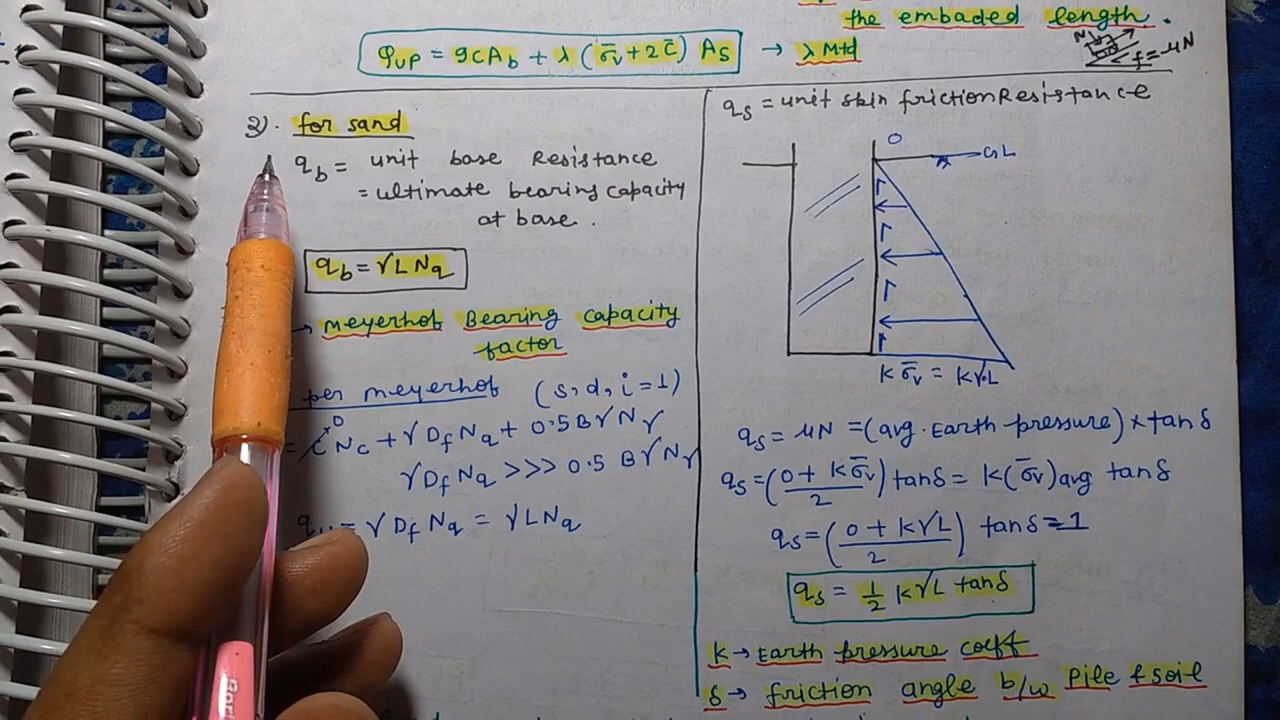 the embaded length.
qup = 9CAb + λ (σ̄v + 2C̄) As → λ Mtd
N
f = μN
2). for sand
qb = unit base Resistance
= ultimate bearing capacity
at base.
qb = γLNq
→ Meyerhof Bearing Capacity
factor
per meyerhof (s, d, i = 1)
= CNc + γDfNq + 0.5BγNγ
0
γDfNq >>> 0.5 BγNγ
= γDfNq = γLNq
qs = unit skin friction Resistance
0
GL
kσ̄v = kγ.L
qs = μN = (avg. Earth pressure) × tanδ
qs = (0 + kσ̄v / 2) tanδ = k(σ̄v)avg tanδ
qs = (0 + kγL / 2) tanδ = 1
qs = 1/2 kγL tanδ
k → Earth pressure coeff
δ → friction angle b/w Pile & soil